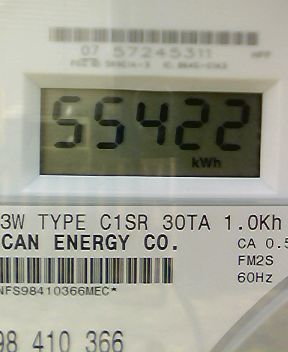 07 57245311
55422
kWh
3W TYPE C1SR 30TA 1.0Kh
CAN ENERGY CO.
CA 0.5
FM2S
60Hz
NFS98410366MEC*
98 410 366